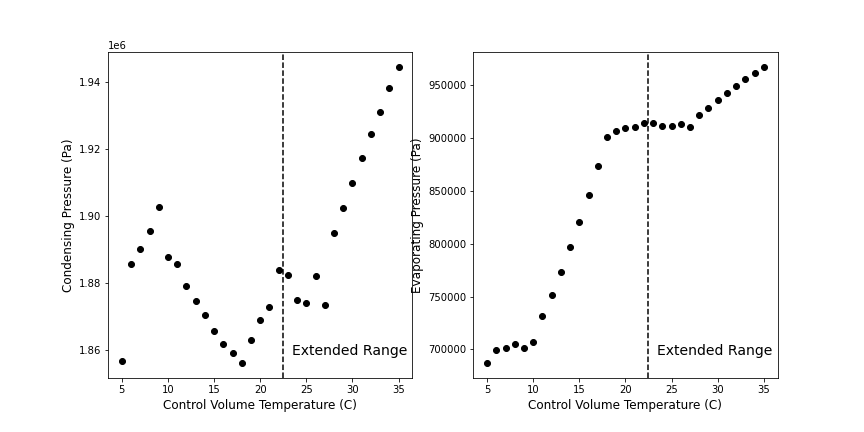 1e6
1.94
1.92
1.90
1.88
1.86
Condensing Pressure (Pa)
5 10 15 20 25 30 35
Control Volume Temperature (C)
Extended Range
950000
900000
850000
800000
750000
700000
Evaporating Pressure (Pa)
5 10 15 20 25 30 35
Control Volume Temperature (C)
Extended Range